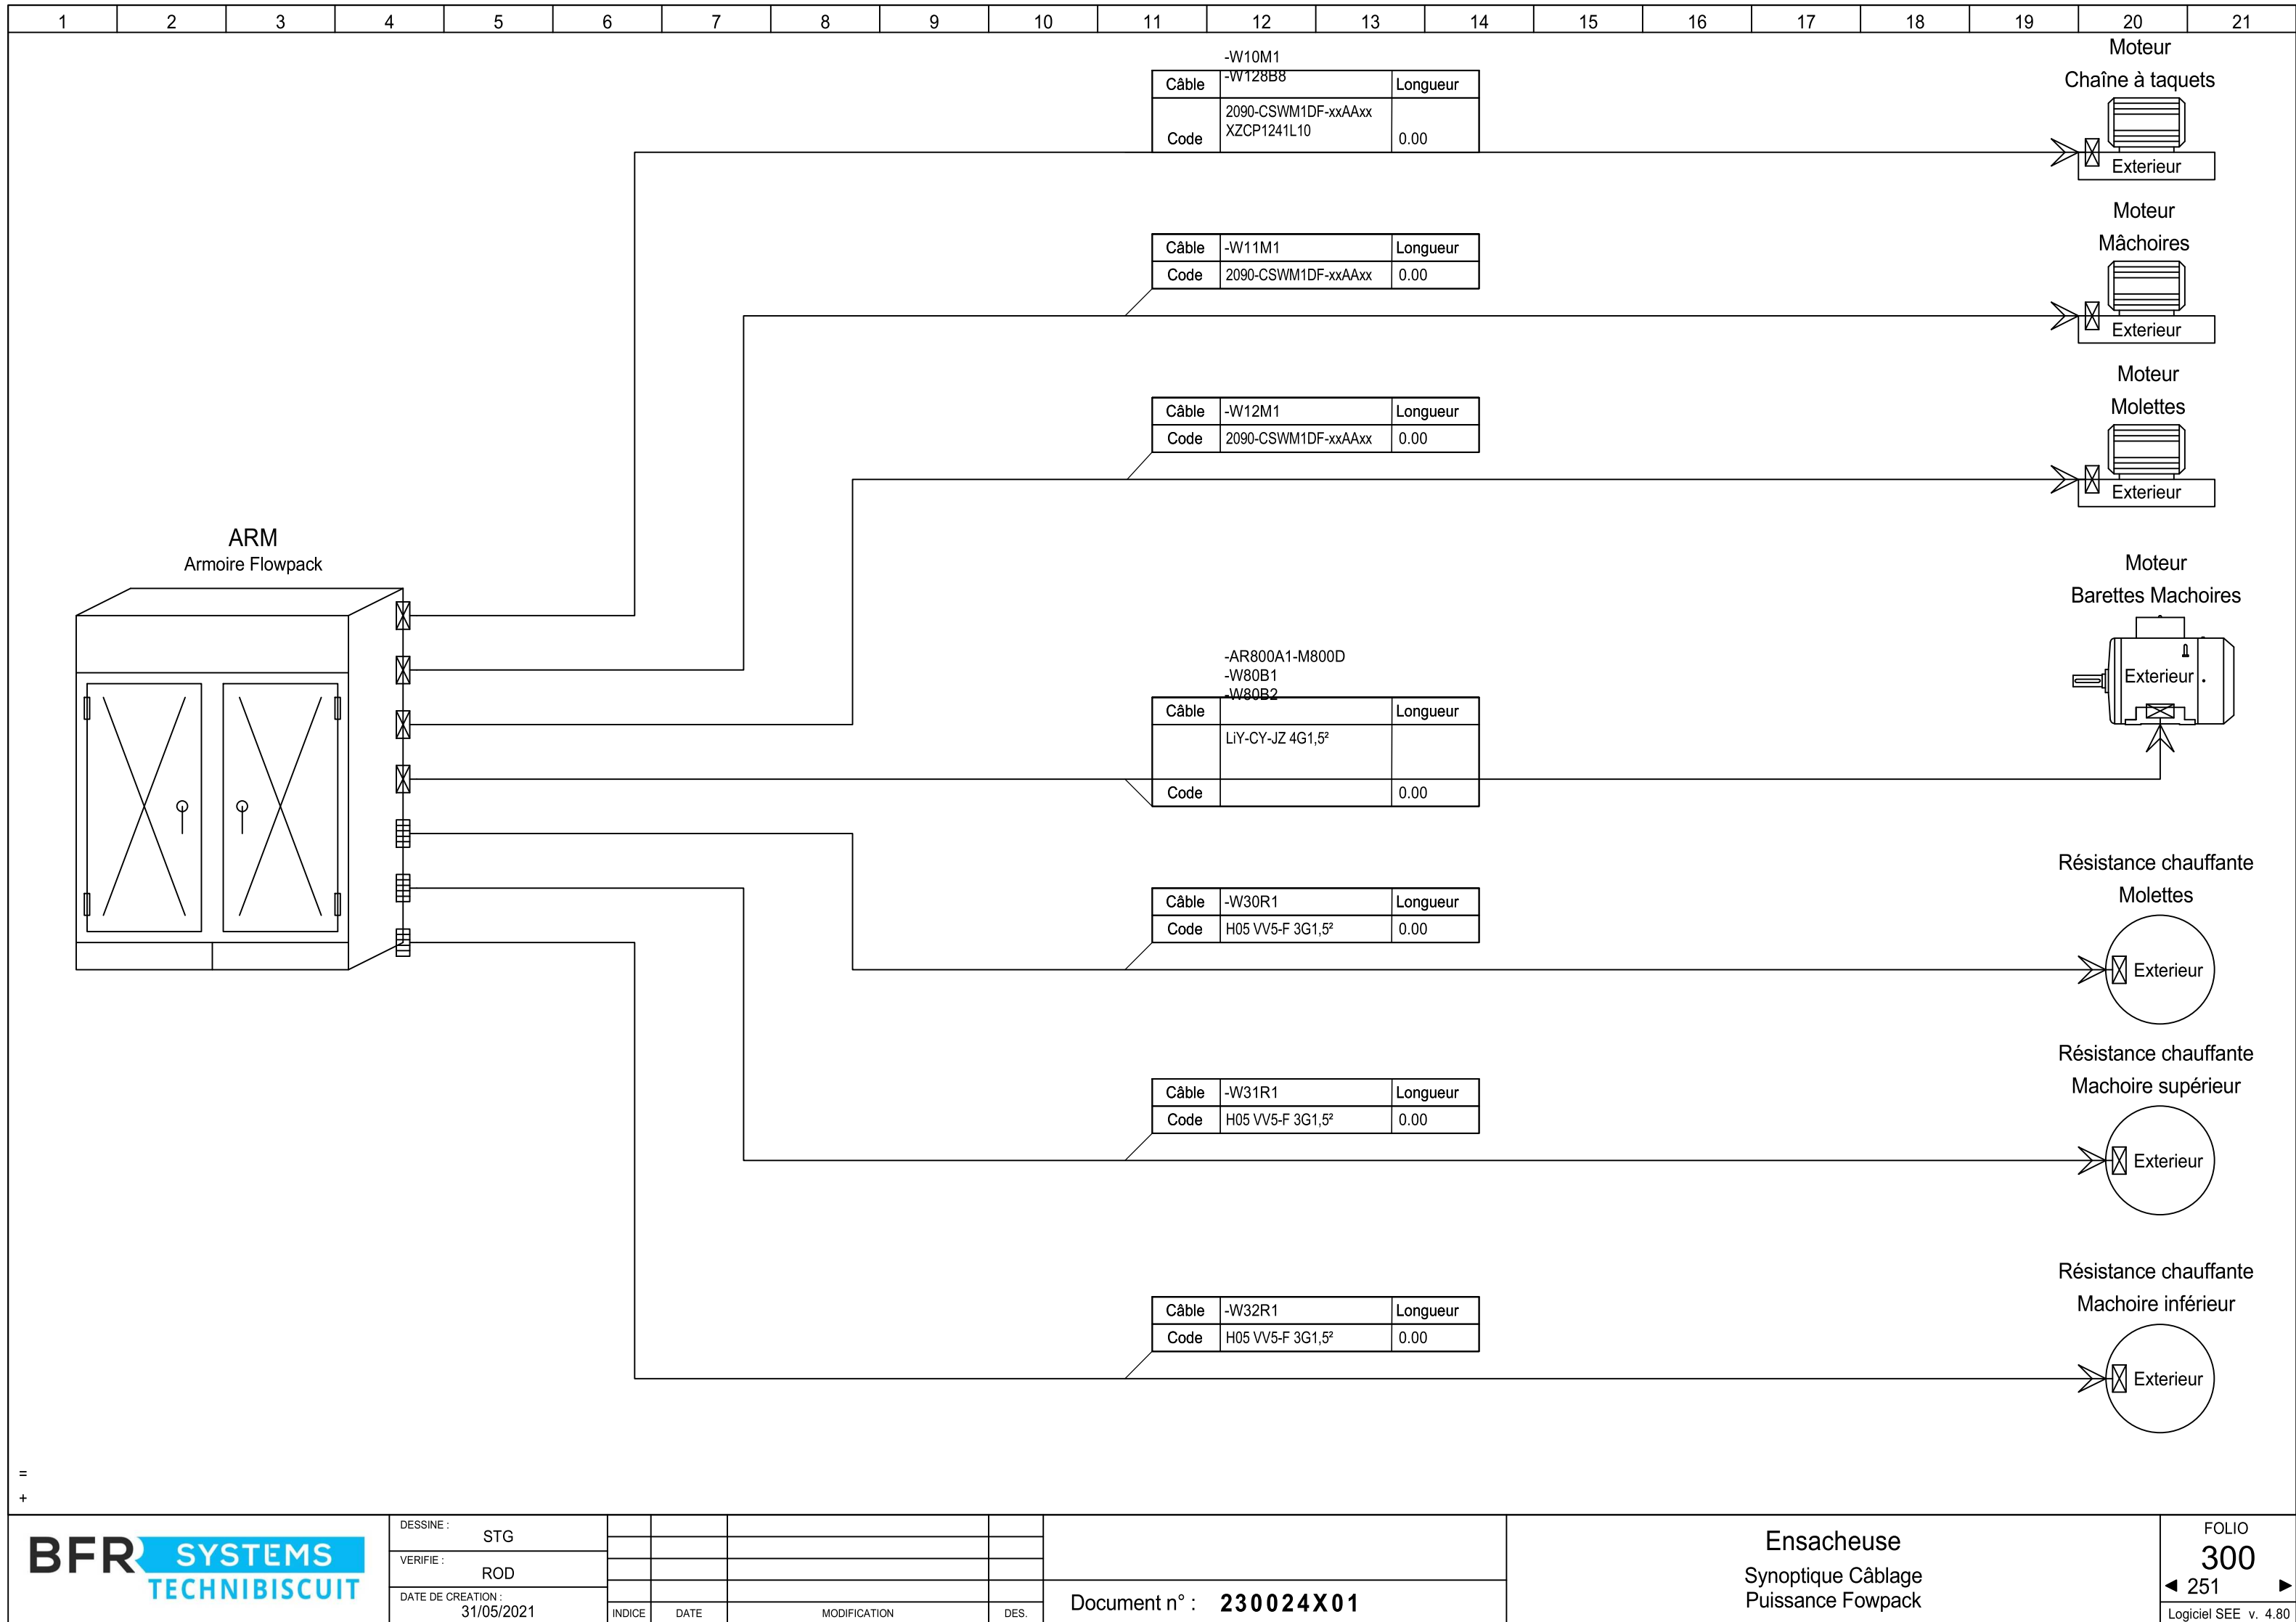 1 2 3 4 5 6 7 8 9 10 11 12 13 14 15 16 17 18 19 20 21
-W10M1
Câble -W128B8 Longueur
2090-CSWM1DF-xxAAxx
XZCP1241L10
Code 0.00
Moteur
Chaîne à taquets
Exterieur
Câble -W11M1 Longueur
Code 2090-CSWM1DF-xxAAxx 0.00
Moteur
Mâchoires
Exterieur
Câble -W12M1 Longueur
Code 2090-CSWM1DF-xxAAxx 0.00
Moteur
Molettes
Exterieur
ARM
Armoire Flowpack
-AR800A1-M800D
-W80B1
-W80B2
Câble Longueur
LiY-CY-JZ 4G1,5²
Code 0.00
Moteur
Barettes Machoires
Exterieur
Câble -W30R1 Longueur
Code H05 VV5-F 3G1,5² 0.00
Résistance chauffante
Molettes
Exterieur
Câble -W31R1 Longueur
Code H05 VV5-F 3G1,5² 0.00
Résistance chauffante
Machoire supérieur
Exterieur
Câble -W32R1 Longueur
Code H05 VV5-F 3G1,5² 0.00
Résistance chauffante
Machoire inférieur
Exterieur
=
+
BFR SYSTEMS
TECHNIBISCUIT
DESSINE :
STG
VERIFIE :
ROD
DATE DE CREATION :
31/05/2021
INDICE DATE MODIFICATION DES.
Document n° : 230024X01
Ensacheuse
Synoptique Câblage
Puissance Fowpack
FOLIO
300
251
Logiciel SEE v. 4.80